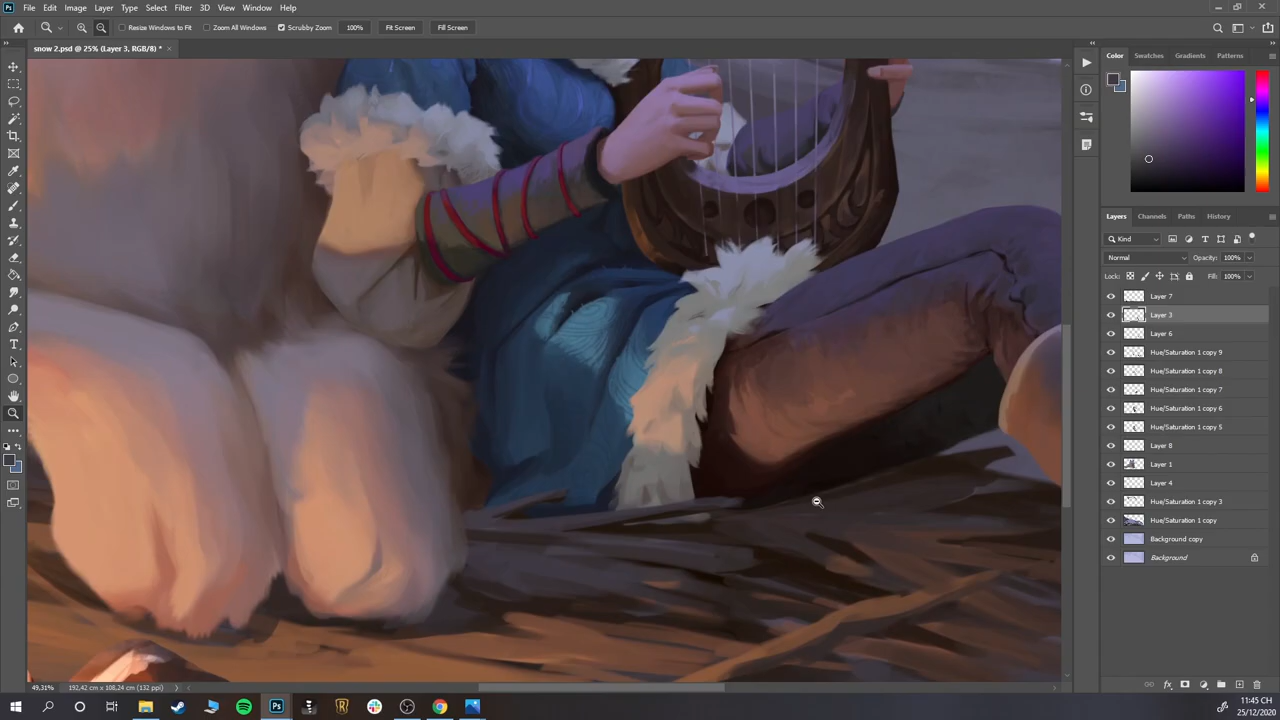 File Edit Image Layer Type Select Filter 3D View Window Help
Resize Windows to Fit Zoom All Windows Scrubby Zoom 100% Fit Screen Fill Screen
snow 2.psd @ 25% (Layer 3, RGB/8) *
Color Swatches Gradients Patterns
Layers Channels Paths History
Kind
Normal Opacity: 100%
Lock: Fill: 100%
Layer 7
Layer 3
Layer 6
Hue/Saturation 1 copy 9
Hue/Saturation 1 copy 8
Hue/Saturation 1 copy 7
Hue/Saturation 1 copy 6
Hue/Saturation 1 copy 5
Layer 8
Layer 1
Layer 4
Hue/Saturation 1 copy 3
Hue/Saturation 1 copy
Background copy
Background
49,31% 192,42 cm x 108,24 cm (132 ppi)
11:45 CH
25/12/2020